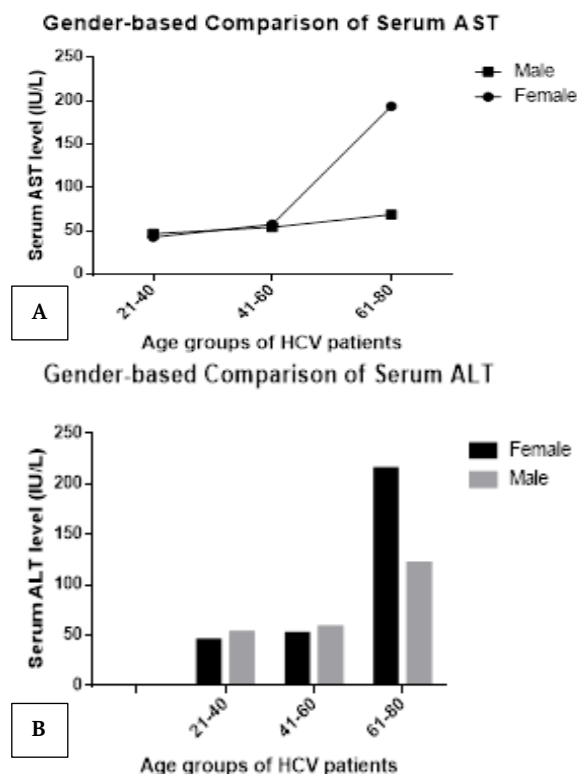 Gender-based Comparison of Serum AST
Male
Female
Serum AST level (IU/L)
250
200
150
100
50
0
21-40
41-60
61-80
A
Age groups of HCV patients
Gender-based Comparison of Serum ALT
Female
Male
Serum ALT level (IU/L)
250
200
150
100
50
0
21-40
41-60
61-80
B
Age groups of HCV patients